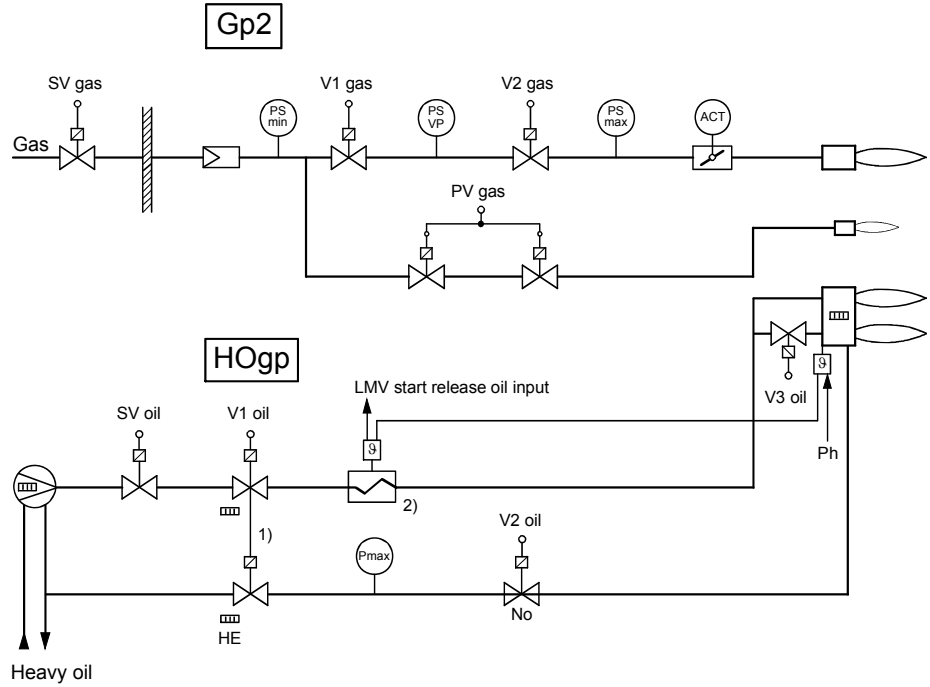 Gp2
SV gas
V1 gas
V2 gas
PS min
PS VP
PS max
ACT
Gas
PV gas
HOgp
LMV start release oil input
SV oil
V1 oil
V3 oil
ϑ
ϑ
Ph
2)
1)
V2 oil
Pmax
No
HE
Heavy oil